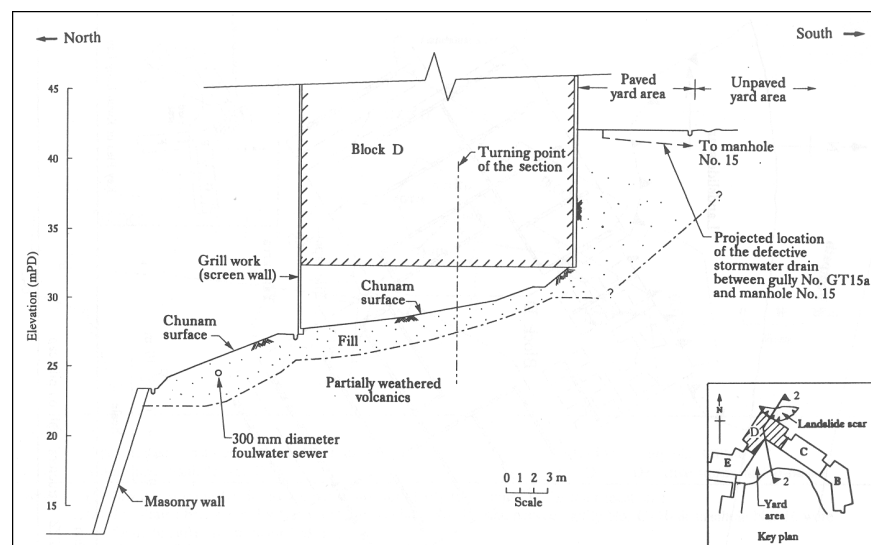 North
South
45
40
35
30
25
20
15
Elevation (mPD)
Paved
yard area
Unpaved
yard area
Block D
Turning point
of the section
To manhole
No. 15
?
Projected location
of the defective
stormwater drain
between gully No. GT15a
and manhole No. 15
?
Grill work
(screen wall)
Chunam
surface
Chunam
surface
Fill
Partially weathered
volcanics
300 mm diameter
foulwater sewer
Masonry wall
0 1 2 3 m
Scale
N
2
Landslide scar
D
C
E
B
2
Yard
area
Key plan